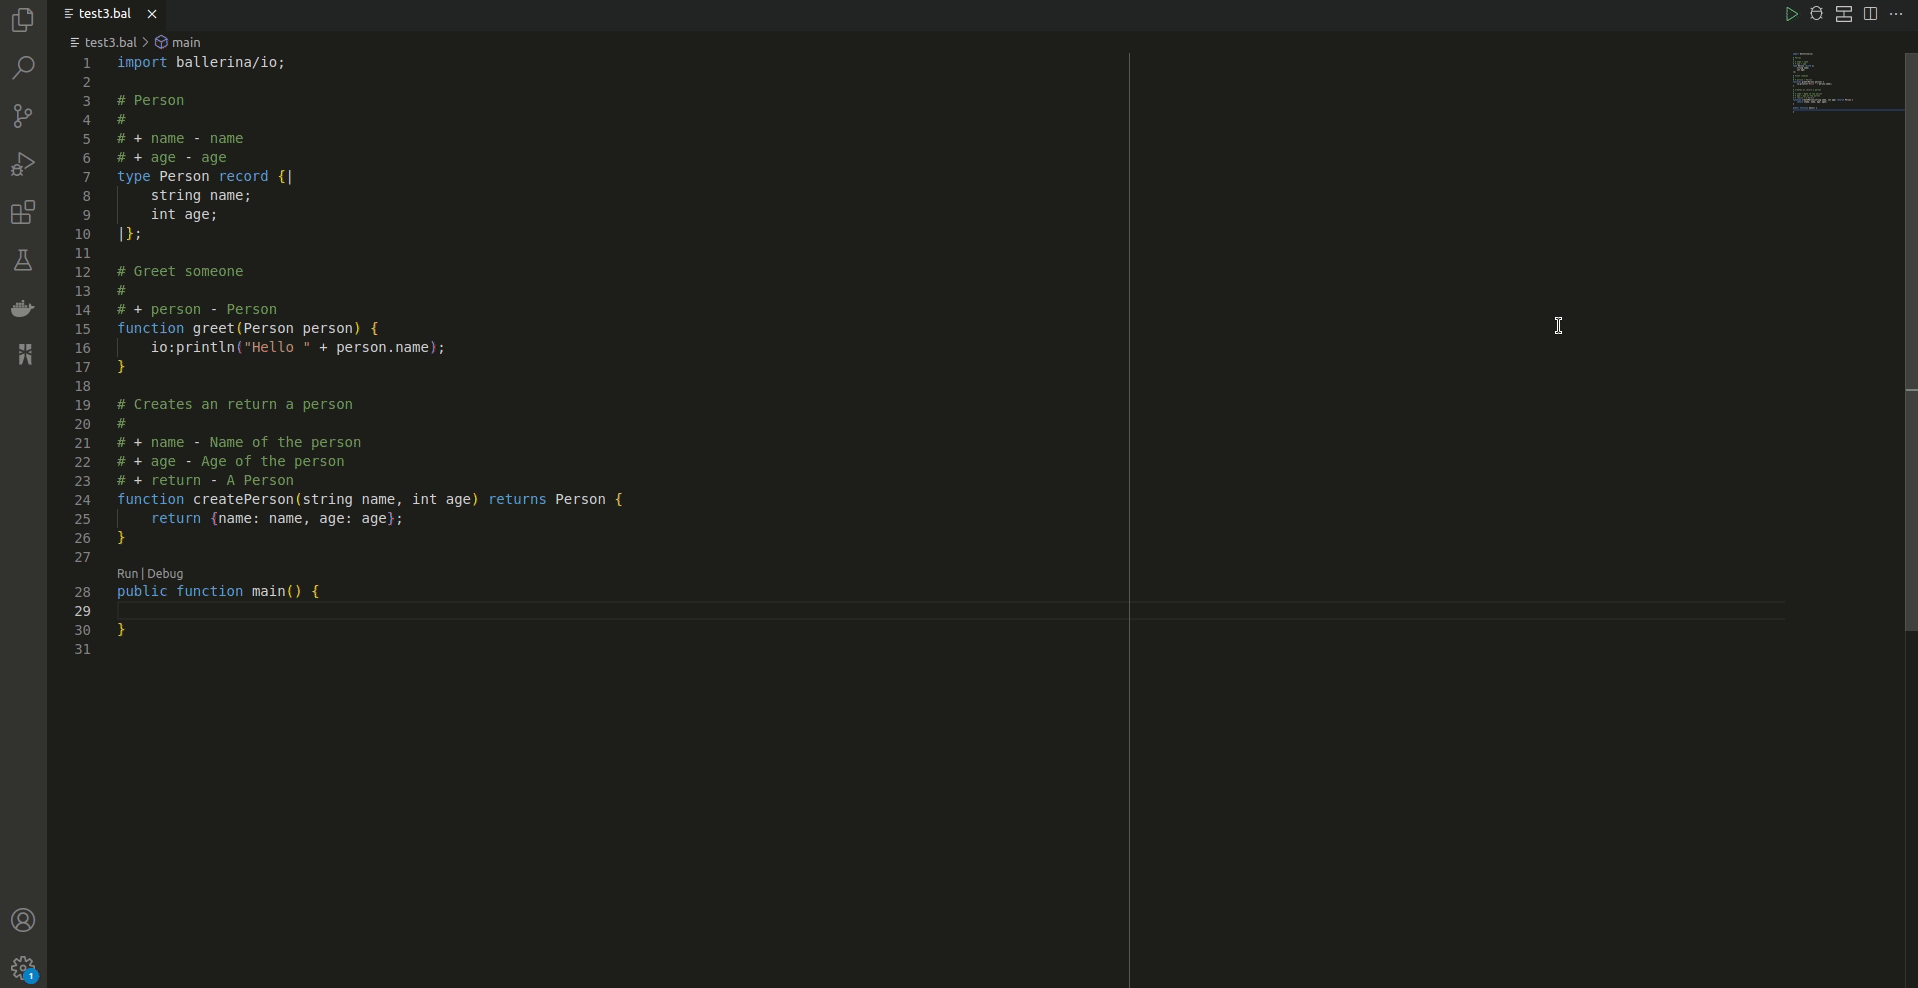 test3.bal
test3.bal > main
1 import ballerina/io;
2
3 # Person
4 #
5 # + name - name
6 # + age - age
7 type Person record {|
8     string name;
9     int age;
10 |};
11
12 # Greet someone
13 #
14 # + person - Person
15 function greet(Person person) {
16     io:println("Hello " + person.name);
17 }
18
19 # Creates an return a person
20 #
21 # + name - Name of the person
22 # + age - Age of the person
23 # + return - A Person
24 function createPerson(string name, int age) returns Person {
25     return {name: name, age: age};
26 }
27
Run | Debug
28 public function main() {
29
30 }
31
1